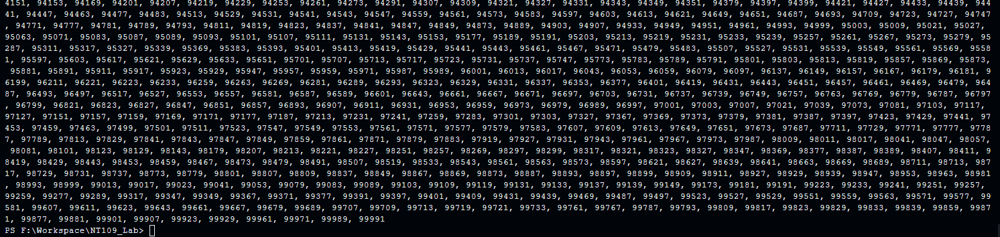 4151, 94153, 94169, 94201, 94207, 94219, 94229, 94253, 94261, 94273, 94291, 94307, 94309, 94321, 94327, 94331, 94343, 94349, 94351, 94379, 94397, 94399, 94421, 94427, 94433, 94439, 944
41, 94447, 94463, 94477, 94483, 94513, 94529, 94531, 94541, 94543, 94547, 94559, 94561, 94573, 94583, 94597, 94603, 94613, 94621, 94649, 94651, 94687, 94693, 94709, 94723, 94727, 94747
, 94771, 94777, 94781, 94789, 94793, 94811, 94819, 94823, 94837, 94841, 94847, 94849, 94873, 94889, 94903, 94907, 94933, 94949, 94951, 94961, 94993, 94999, 95003, 95009, 95021, 95027,
95063, 95071, 95083, 95087, 95089, 95093, 95101, 95107, 95111, 95131, 95143, 95153, 95177, 95189, 95191, 95203, 95213, 95219, 95231, 95233, 95239, 95257, 95261, 95267, 95273, 95279, 95
287, 95311, 95317, 95327, 95339, 95369, 95383, 95393, 95401, 95413, 95419, 95429, 95441, 95443, 95461, 95467, 95471, 95479, 95483, 95507, 95527, 95531, 95539, 95549, 95561, 95569, 9558
1, 95597, 95603, 95617, 95621, 95629, 95633, 95651, 95701, 95707, 95713, 95717, 95723, 95731, 95737, 95747, 95773, 95783, 95789, 95791, 95801, 95803, 95813, 95819, 95857, 95869, 95873,
95881, 95891, 95911, 95917, 95923, 95929, 95947, 95957, 95959, 95971, 95987, 95989, 96001, 96013, 96017, 96043, 96053, 96059, 96079, 96097, 96137, 96149, 96157, 96167, 96179, 96181, 9
6199, 96211, 96221, 96223, 96233, 96259, 96263, 96269, 96281, 96289, 96293, 96323, 96329, 96331, 96337, 96353, 96377, 96401, 96419, 96431, 96443, 96451, 96457, 96461, 96469, 96479, 964
87, 96493, 96497, 96517, 96527, 96553, 96557, 96581, 96587, 96589, 96601, 96643, 96661, 96667, 96671, 96697, 96703, 96731, 96737, 96739, 96749, 96757, 96763, 96769, 96779, 96787, 96797
, 96799, 96821, 96823, 96827, 96847, 96851, 96857, 96893, 96907, 96911, 96931, 96953, 96959, 96973, 96979, 96989, 96997, 97001, 97003, 97007, 97021, 97039, 97073, 97081, 97103, 97117,
97127, 97151, 97157, 97159, 97169, 97171, 97177, 97187, 97213, 97231, 97241, 97259, 97283, 97301, 97303, 97327, 97367, 97369, 97373, 97379, 97381, 97387, 97397, 97423, 97429, 97441, 97
453, 97459, 97463, 97499, 97501, 97511, 97523, 97547, 97549, 97553, 97561, 97571, 97577, 97579, 97583, 97607, 97609, 97613, 97649, 97651, 97673, 97687, 97711, 97729, 97771, 97777, 9778
7, 97789, 97813, 97829, 97841, 97843, 97847, 97849, 97859, 97861, 97871, 97879, 97883, 97919, 97927, 97931, 97943, 97961, 97967, 97973, 97987, 98009, 98011, 98017, 98041, 98047, 98057,
98081, 98101, 98123, 98129, 98143, 98179, 98207, 98213, 98221, 98227, 98251, 98257, 98269, 98297, 98299, 98317, 98321, 98323, 98327, 98347, 98369, 98377, 98387, 98389, 98407, 98411, 9
8419, 98429, 98443, 98453, 98459, 98467, 98473, 98479, 98491, 98507, 98519, 98533, 98543, 98561, 98563, 98573, 98597, 98621, 98627, 98639, 98641, 98663, 98669, 98689, 98711, 98713, 987
17, 98729, 98731, 98737, 98773, 98779, 98801, 98807, 98809, 98837, 98849, 98867, 98869, 98873, 98887, 98893, 98897, 98899, 98909, 98911, 98927, 98929, 98939, 98947, 98953, 98963, 98981
, 98993, 98999, 99013, 99017, 99023, 99041, 99053, 99079, 99083, 99089, 99103, 99109, 99119, 99131, 99133, 99137, 99139, 99149, 99173, 99181, 99191, 99223, 99233, 99241, 99251, 99257,
99259, 99277, 99289, 99317, 99347, 99349, 99367, 99371, 99377, 99391, 99397, 99401, 99409, 99431, 99439, 99469, 99487, 99497, 99523, 99527, 99529, 99551, 99559, 99563, 99571, 99577, 99
581, 99607, 99611, 99623, 99643, 99661, 99667, 99679, 99689, 99707, 99709, 99713, 99719, 99721, 99733, 99761, 99767, 99787, 99793, 99809, 99817, 99823, 99829, 99833, 99839, 99859, 9987
1, 99877, 99881, 99901, 99907, 99923, 99929, 99961, 99971, 99989, 99991
PS F:\Workspace\NT109_Lab>